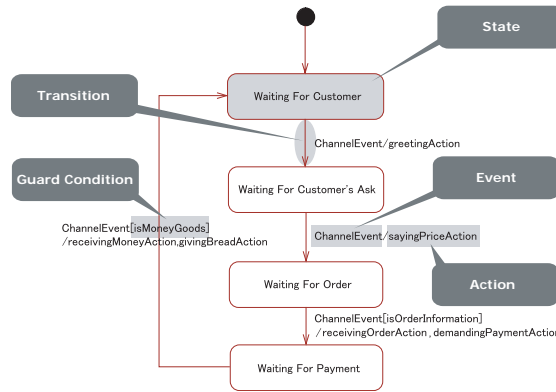 State
Transition
Waiting For Customer
ChannelEvent/greetingAction
Guard Condition
Event
Waiting For Customer's Ask
ChannelEvent[isMoneyGoods]
/receivingMoneyAction,givingBreadAction
ChannelEvent/sayingPriceAction
Action
Waiting For Order
ChannelEvent[isOrderInformation]
/receivingOrderAction , demandingPaymentAction
Waiting For Payment